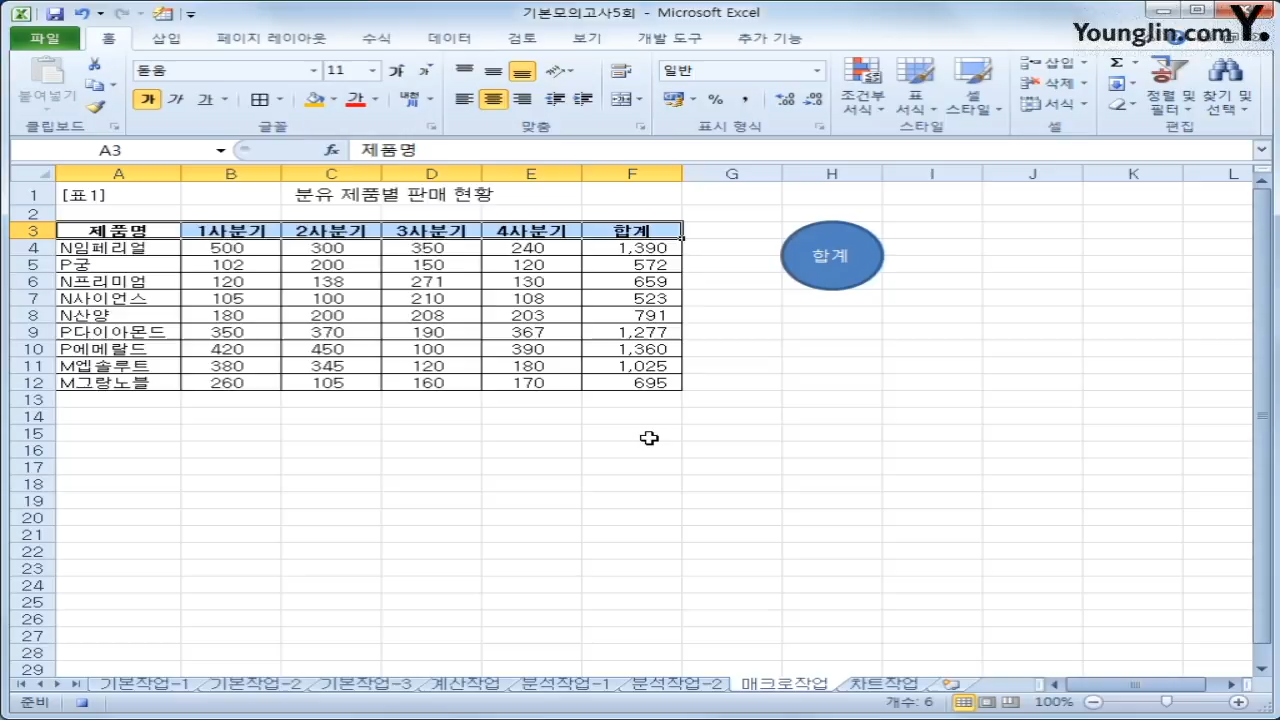 기본모의고사5회 - Microsoft Excel
Younglin.com Y.
파일 홈 삽입 페이지 레이아웃 수식 데이터 검토 보기 개발 도구 추가 기능
붙여넣기
돋움 11 가 가
가 가 가 가 내천
일반
%
조건부 서식
표 서식
셀 스타일
삽입
삭제
서식
정렬 및 필터
찾기 및 선택
클립보드 글꼴 맞춤 표시 형식 스타일 셀 편집
A3 fx 제품명
A B C D E F G H I J K L
1 [표1] 분유 제품별 판매 현황
2
3 제품명 1사분기 2사분기 3사분기 4사분기 합계
4 N임페리얼 500 300 350 240 1,390
합계
5 P궁 102 200 150 120 572
6 N프리미엄 120 138 271 130 659
7 N사이언스 105 100 210 108 523
8 N산양 180 200 208 203 791
9 P다이아몬드 350 370 190 367 1,277
10 P에메랄드 420 450 100 390 1,360
11 M엡솔루트 380 345 120 180 1,025
12 M그랑노블 260 105 160 170 695
13
14
15
16
17
18
19
20
21
22
23
24
25
26
27
28
29
기본작업-1 기본작업-2 기본작업-3 계산작업 분석작업-1 분석작업-2 매크로작업 차트작업
준비 개수: 6 100%